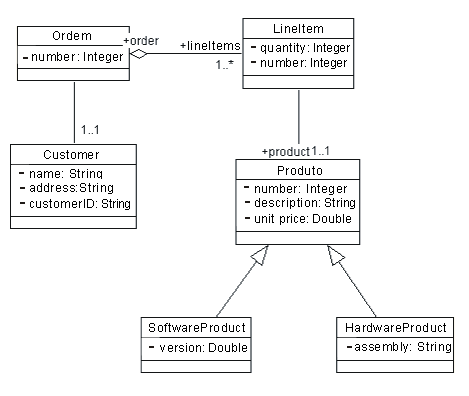 Ordem
- number: Integer
+order
+lineItems
1..*
LineItem
- quantity: Integer
- number: Integer
1..1
Customer
- name: String
- address:String
- customerID: String
+product 1..1
Produto
- number: Integer
- description: String
- unit price: Double
SoftwareProduct
- version: Double
HardwareProduct
- assembly: String